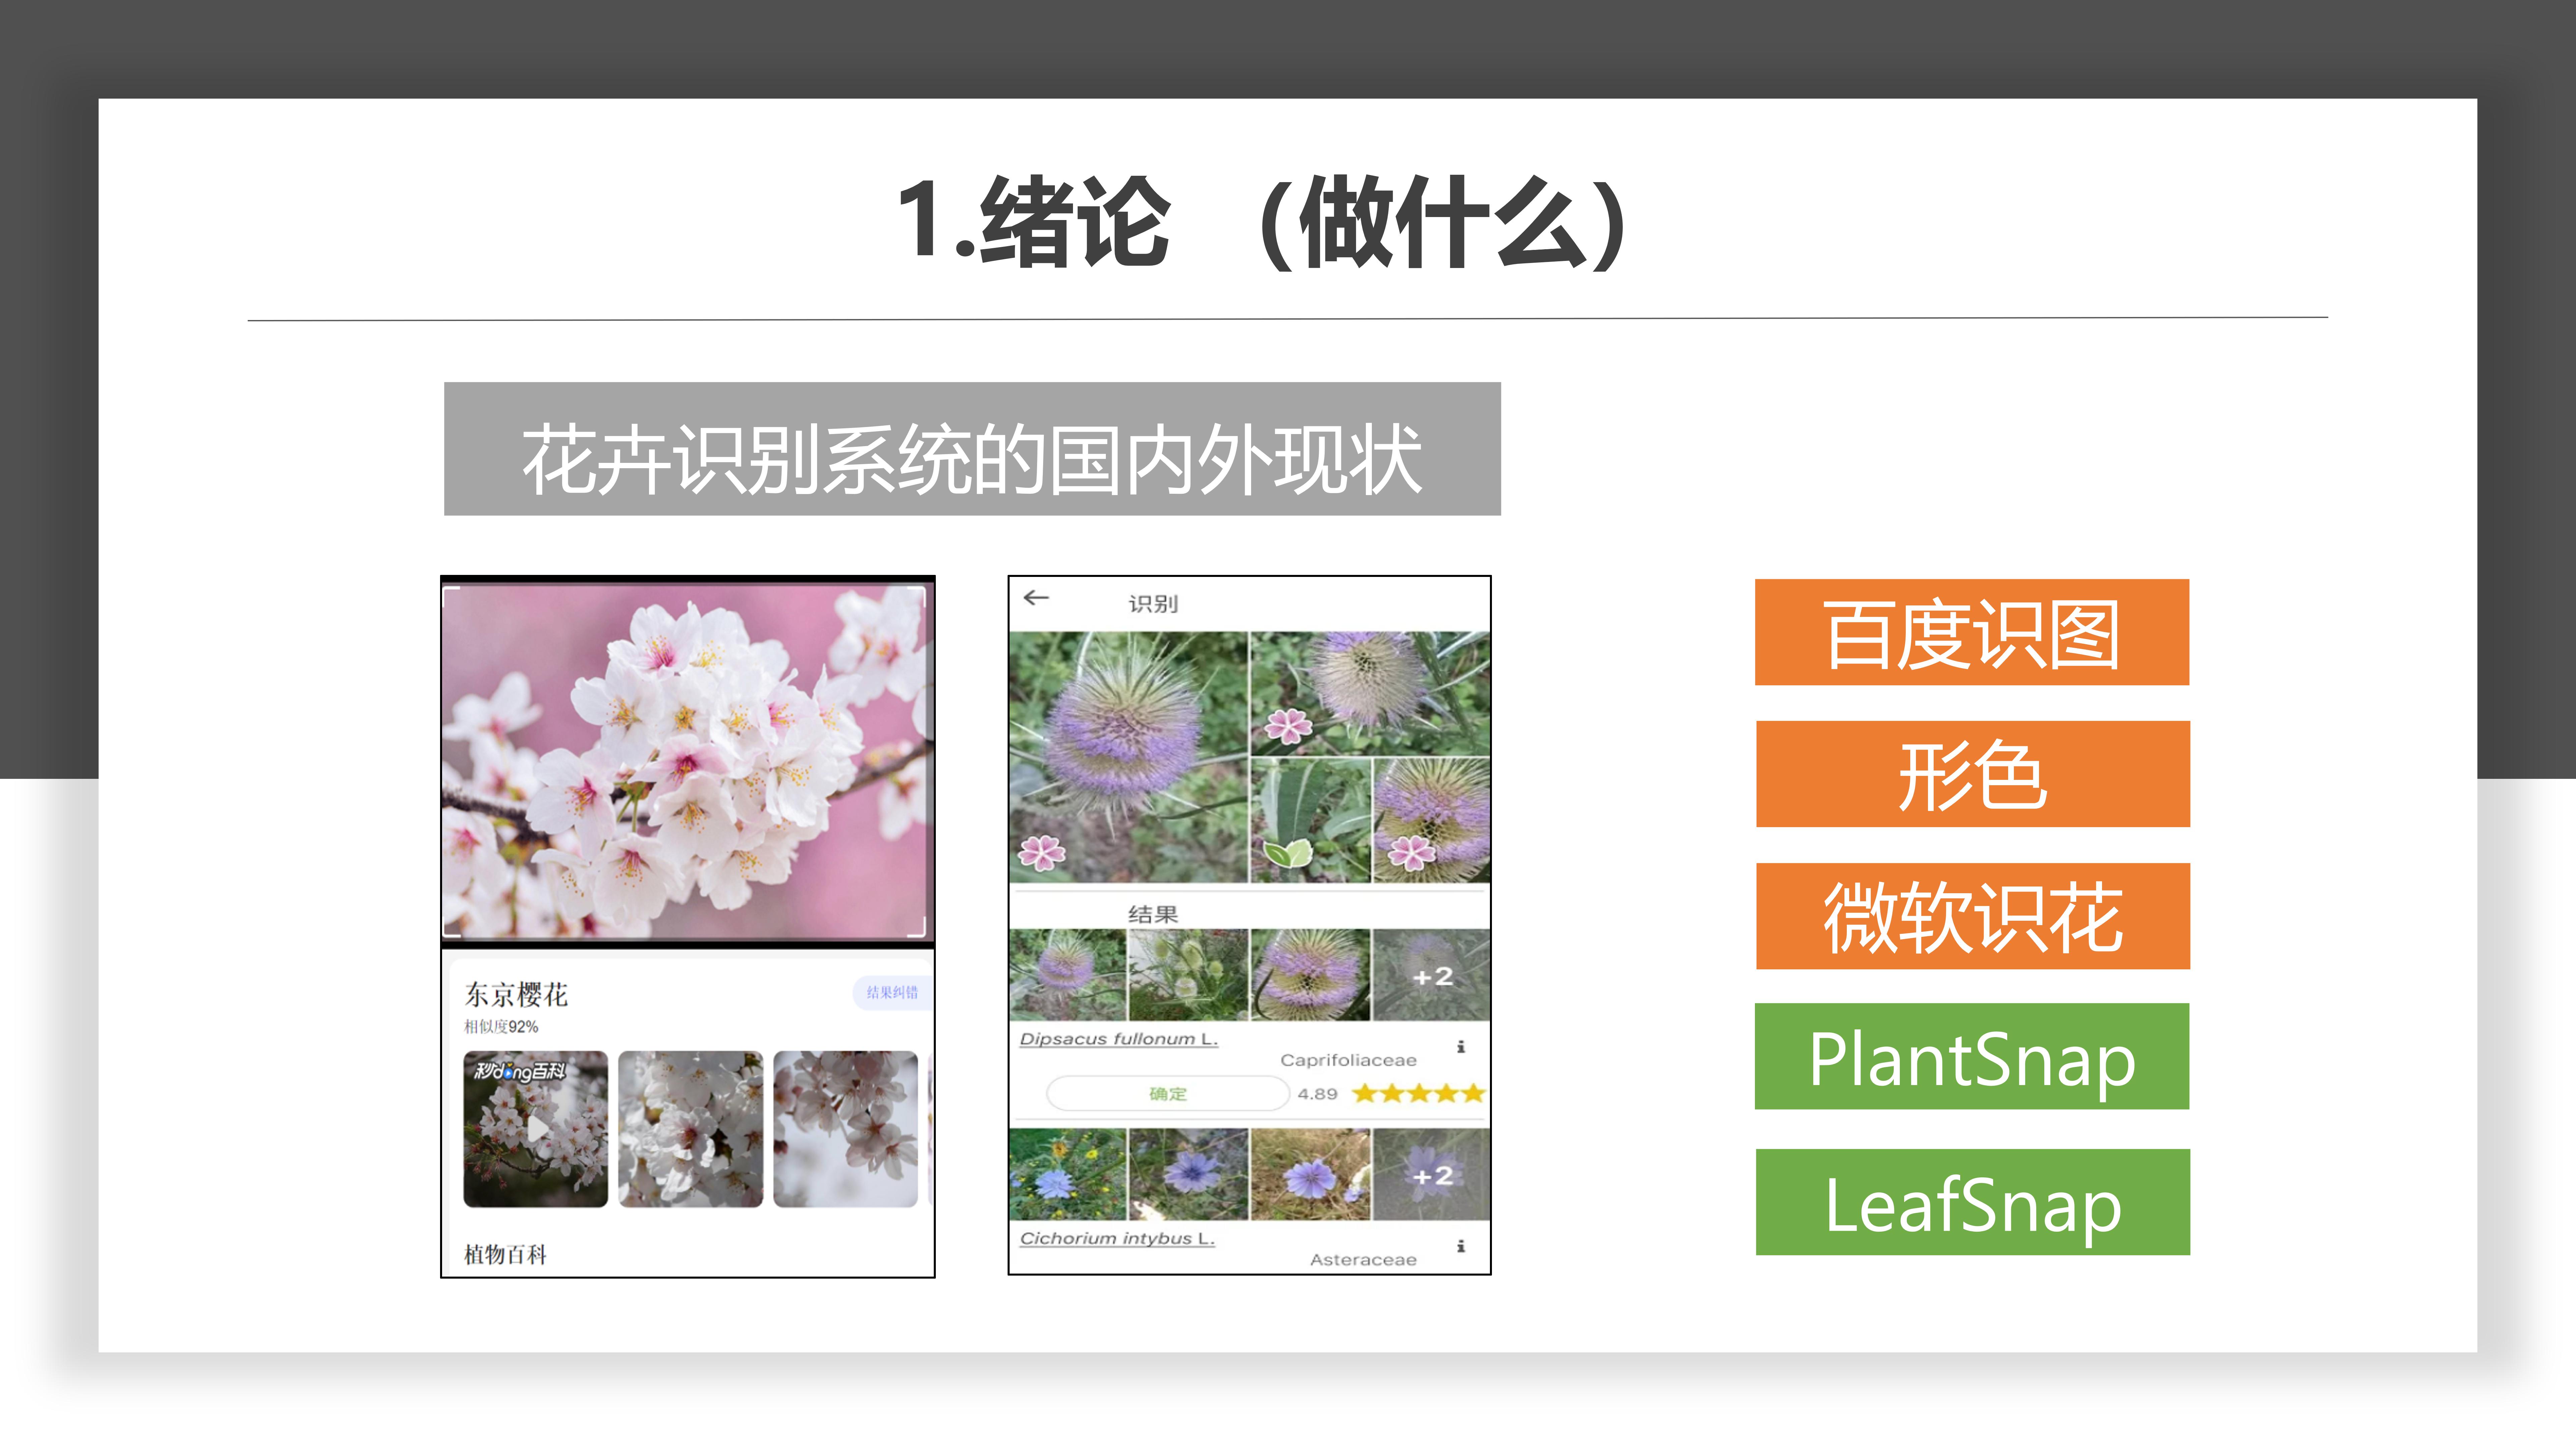 1.绪论 （做什么）
花卉识别系统的国内外现状
东京樱花
结果纠错
相似度92%
秒dong百科
植物百科
识别
结果
+2
Dipsacus fullonum L.
Caprifoliaceae
确定
4.89
+2
Cichorium intybus L.
Asteraceae
百度识图
形色
微软识花
PlantSnap
LeafSnap